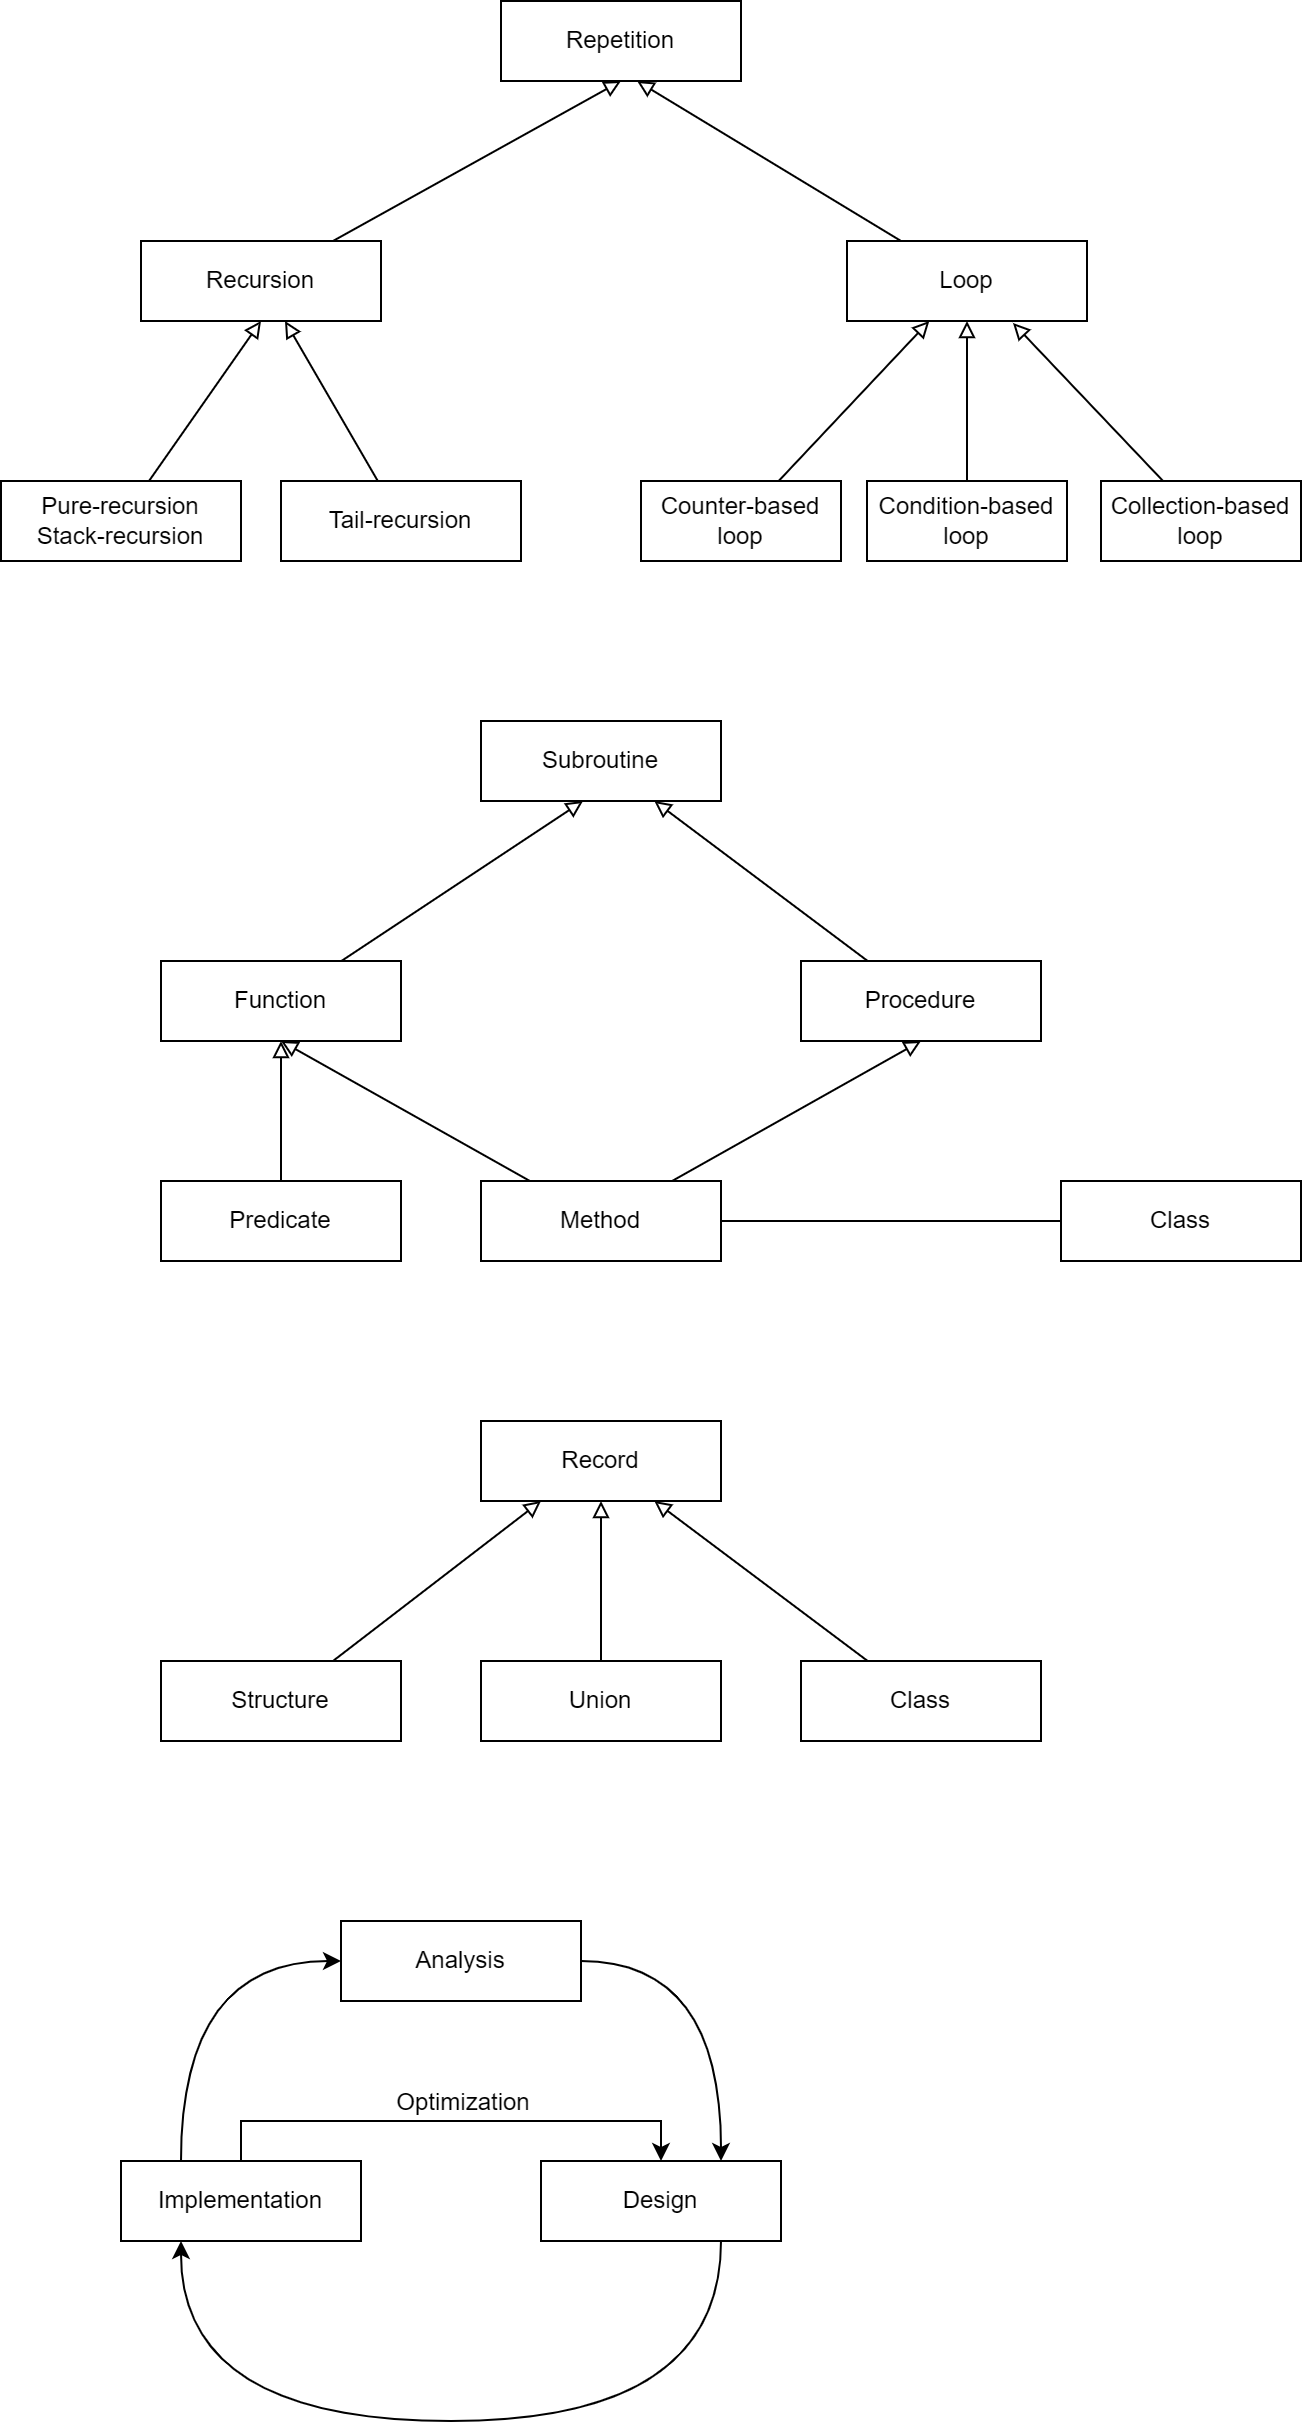 Repetition
Recursion
Loop
Pure-recursion
Stack-recursion
Tail-recursion
Counter-based
loop
Condition-based
loop
Collection-based
loop
Subroutine
Function
Procedure
Predicate
Method
Class
Record
Structure
Union
Class
Analysis
Optimization
Implementation
Design